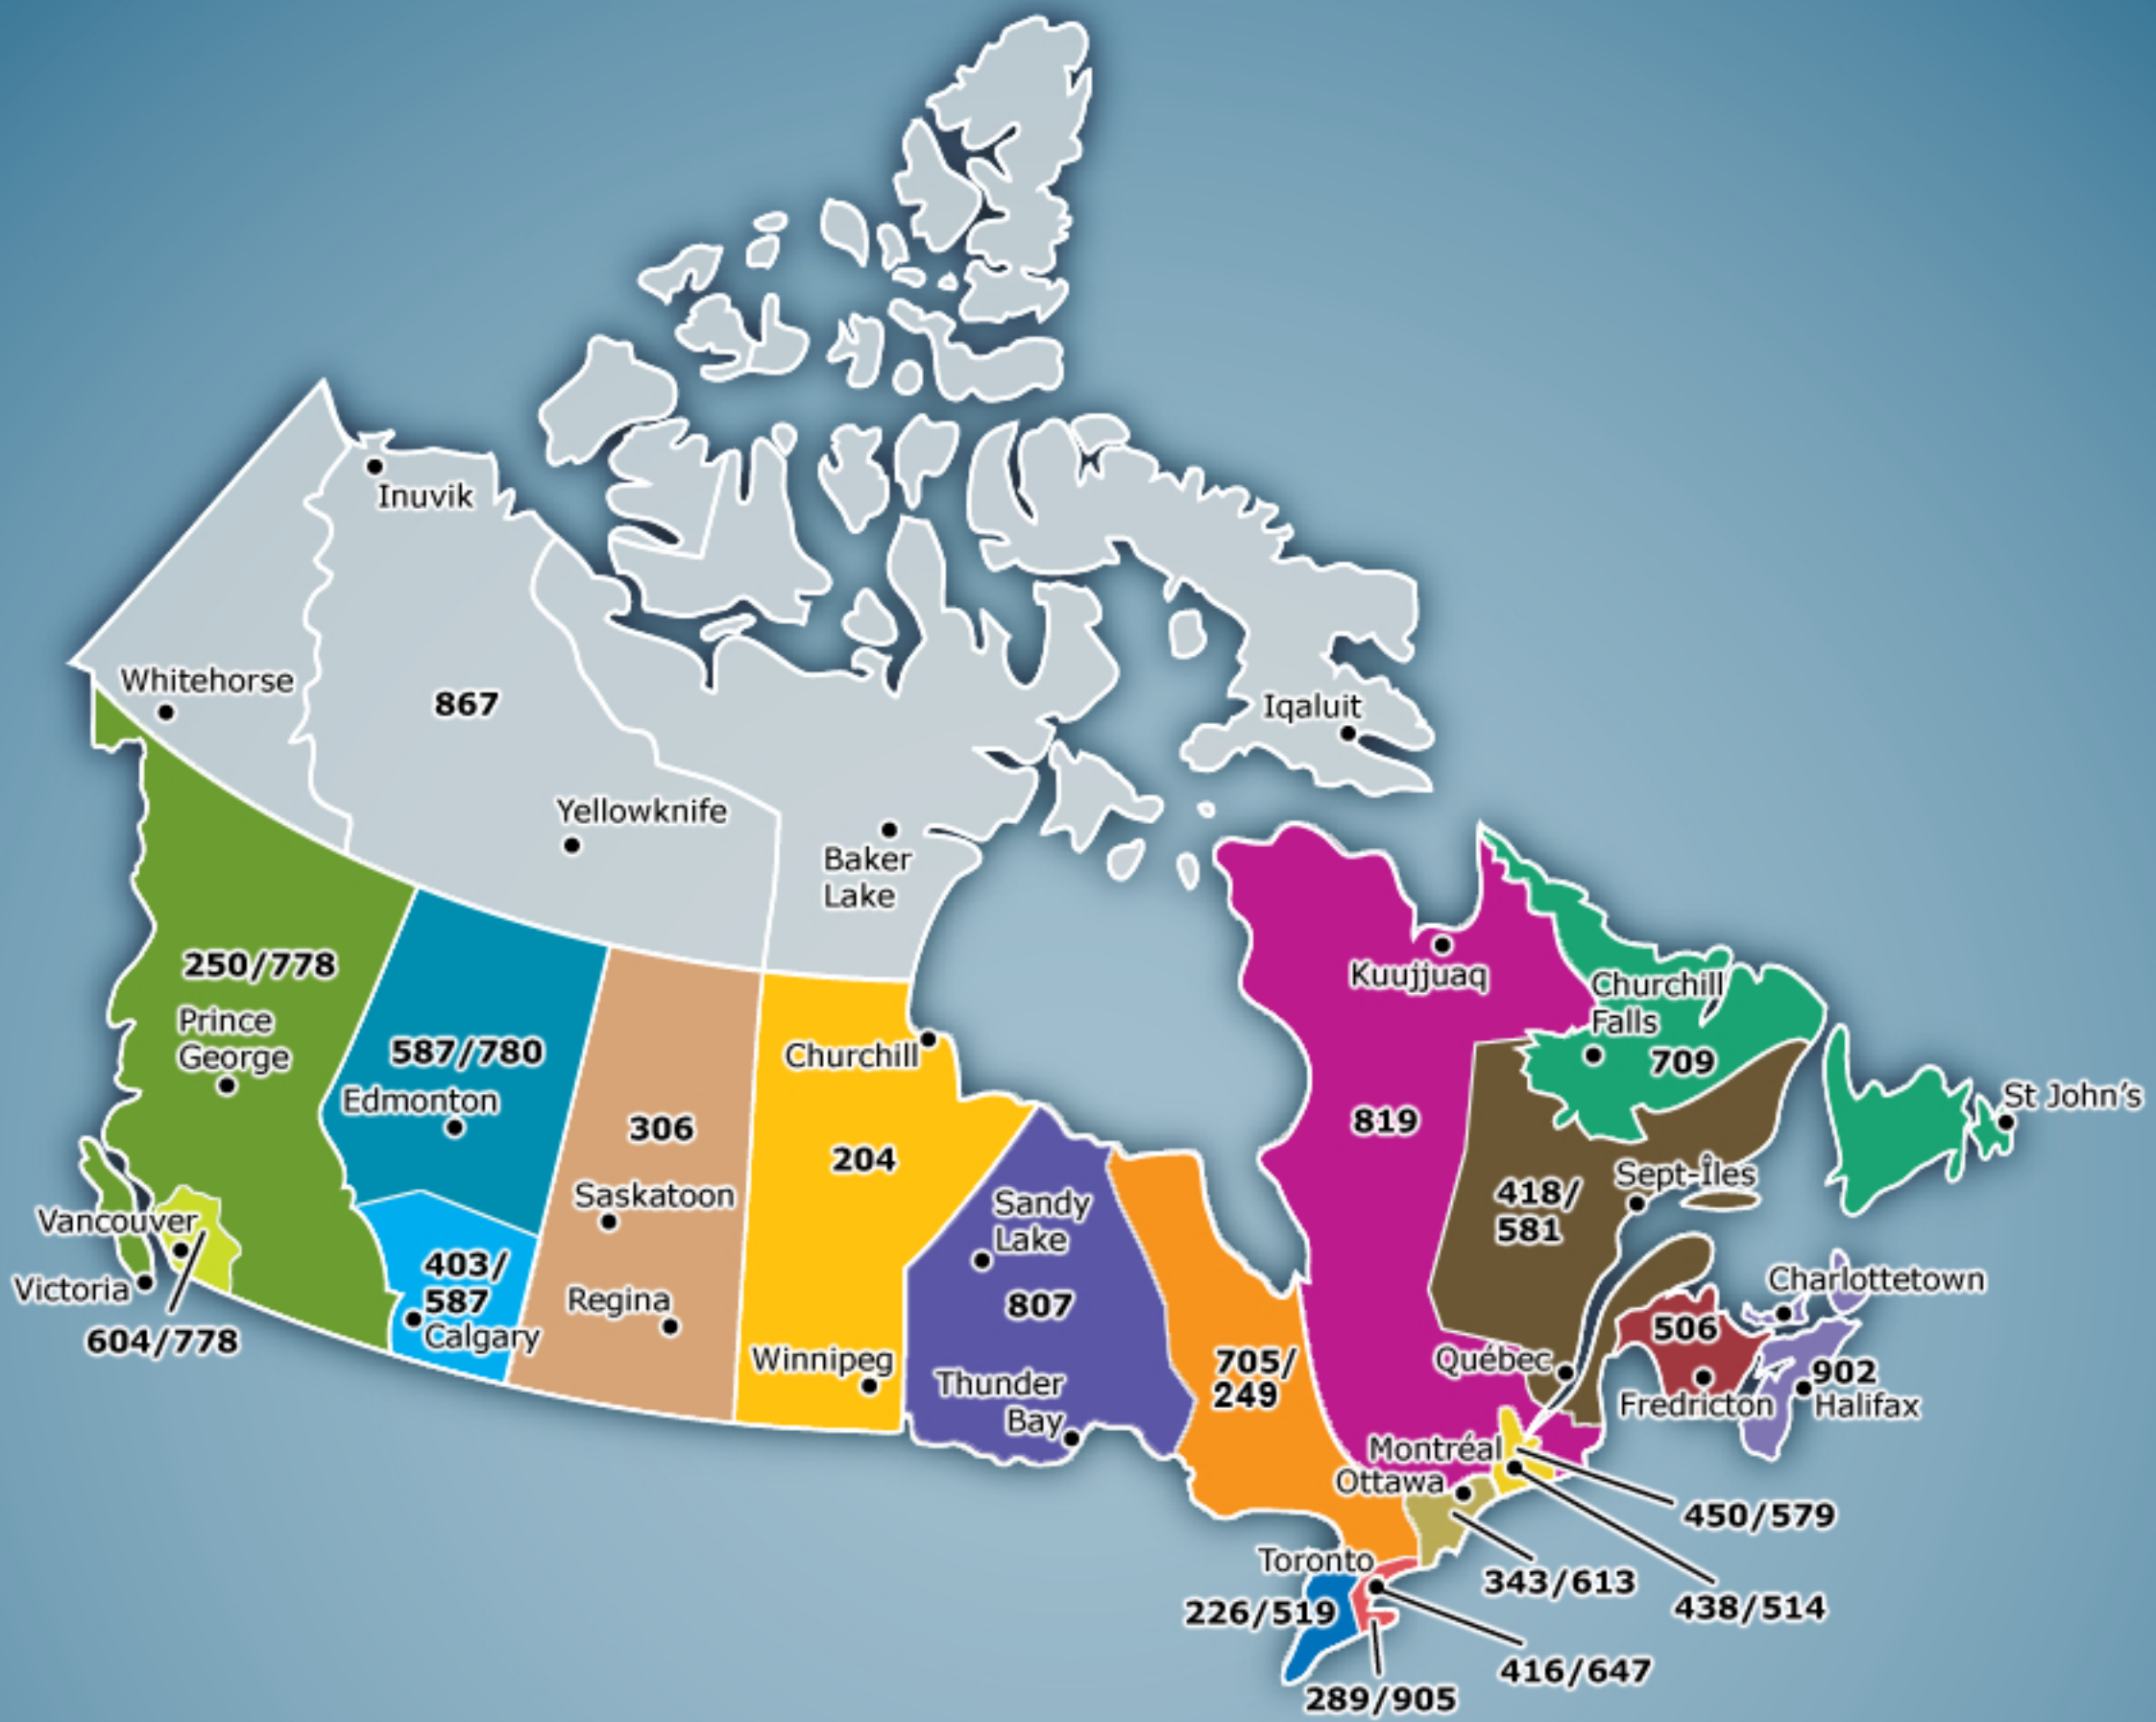 Inuvik
Whitehorse
867
Iqaluit
Yellowknife
Baker
Lake
250/778
Prince
George
587/780
Edmonton
Churchill
306
204
Saskatoon
Vancouver
Victoria
604/778
403/
587
Calgary
Regina
Winnipeg
Sandy
Lake
807
Thunder
Bay
705/
249
Kuujjuaq
Churchill
Falls
709
819
St John's
418/
581
Sept-Îles
Charlottetown
506
Québec
902
Fredricton
Halifax
Montréal
Ottawa
450/579
343/613
438/514
Toronto
226/519
416/647
289/905